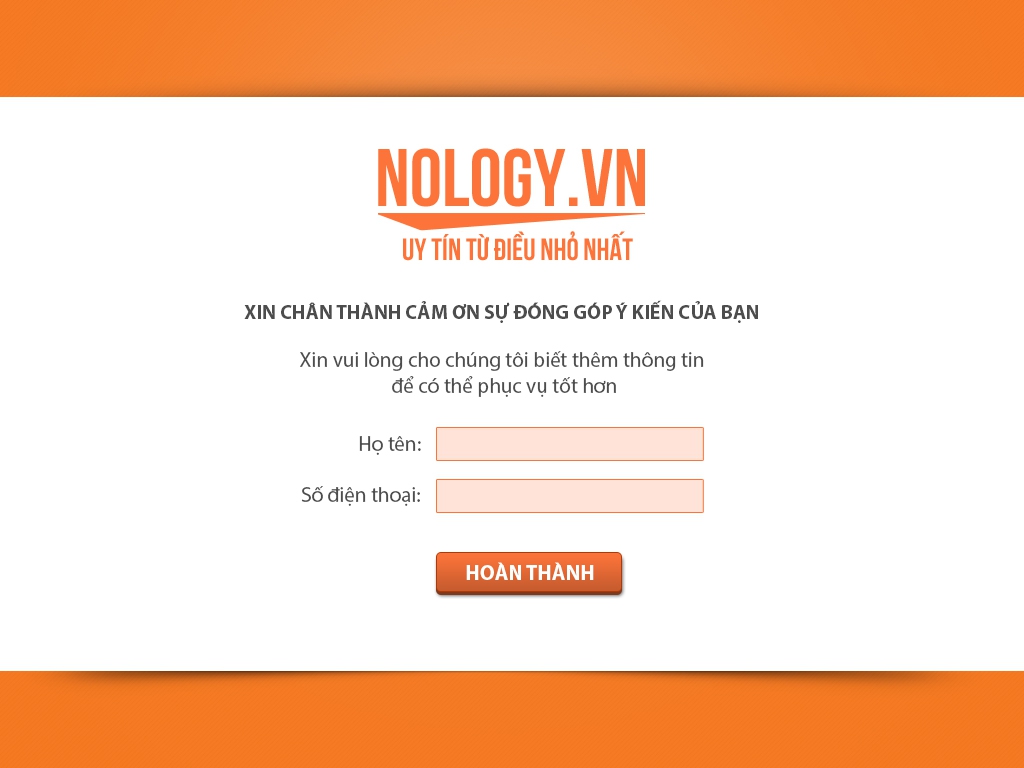 NOLOGY.VN
UY TÍN TỪ ĐIỀU NHỎ NHẤT
XIN CHÂN THÀNH CẢM ƠN SỰ ĐÓNG GÓP Ý KIẾN CỦA BẠN
Xin vui lòng cho chúng tôi biết thêm thông tin
để có thể phục vụ tốt hơn
Họ tên:
Số điện thoại:
HOÀN THÀNH